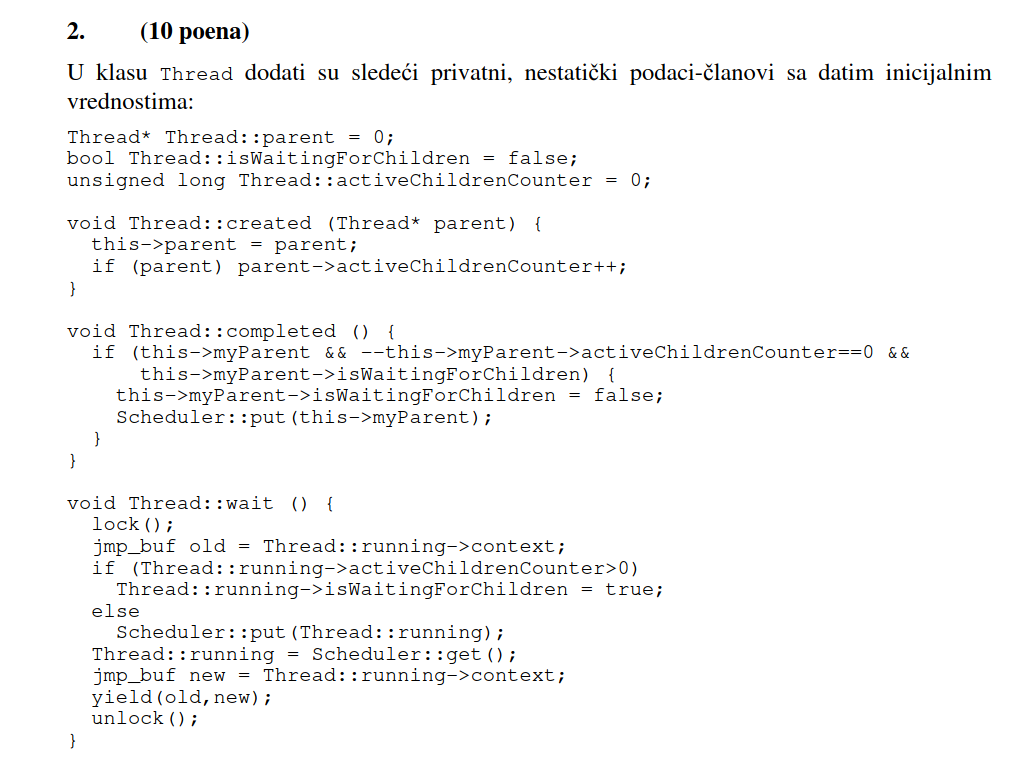 2. (10 poena)
U klasu Thread dodati su sledeći privatni, nestatički podaci-članovi sa datim inicijalnim
vrednostima:
Thread* Thread::parent = 0;
bool Thread::isWaitingForChildren = false;
unsigned long Thread::activeChildrenCounter = 0;
void Thread::created (Thread* parent) {
  this->parent = parent;
  if (parent) parent->activeChildrenCounter++;
}
void Thread::completed () {
  if (this->myParent && --this->myParent->activeChildrenCounter==0 &&
      this->myParent->isWaitingForChildren) {
    this->myParent->isWaitingForChildren = false;
    Scheduler::put(this->myParent);
  }
}
void Thread::wait () {
  lock();
  jmp_buf old = Thread::running->context;
  if (Thread::running->activeChildrenCounter>0)
    Thread::running->isWaitingForChildren = true;
  else
    Scheduler::put(Thread::running);
  Thread::running = Scheduler::get();
  jmp_buf new = Thread::running->context;
  yield(old,new);
  unlock();
}